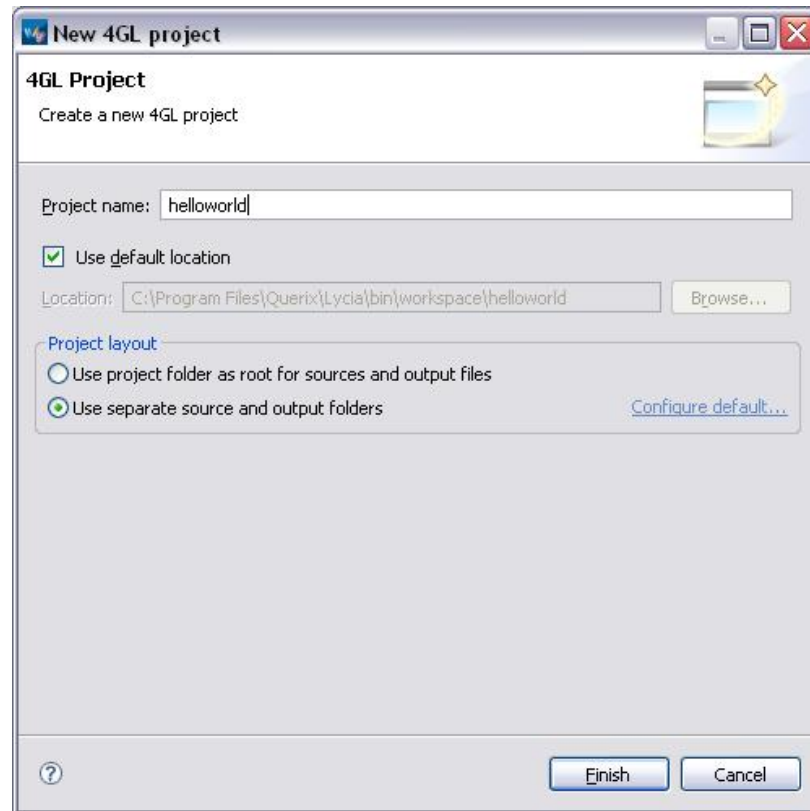 New 4GL project
4GL Project
Create a new 4GL project
Project name: helloworld
Use default location
Location: C:\Program Files\Querix\Lycia\bin\workspace\helloworld Browse...
Project layout
Use project folder as root for sources and output files
Use separate source and output folders Configure default...
? Finish Cancel